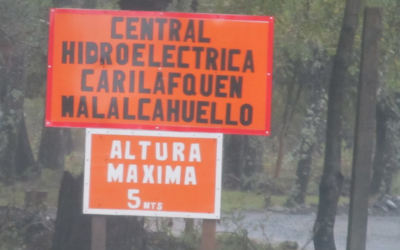 CENTRAL
HIDROELECTRICA
CARILAFQUEN
MALALCAHUELLO
ALTURA
MAXIMA
5 MTS